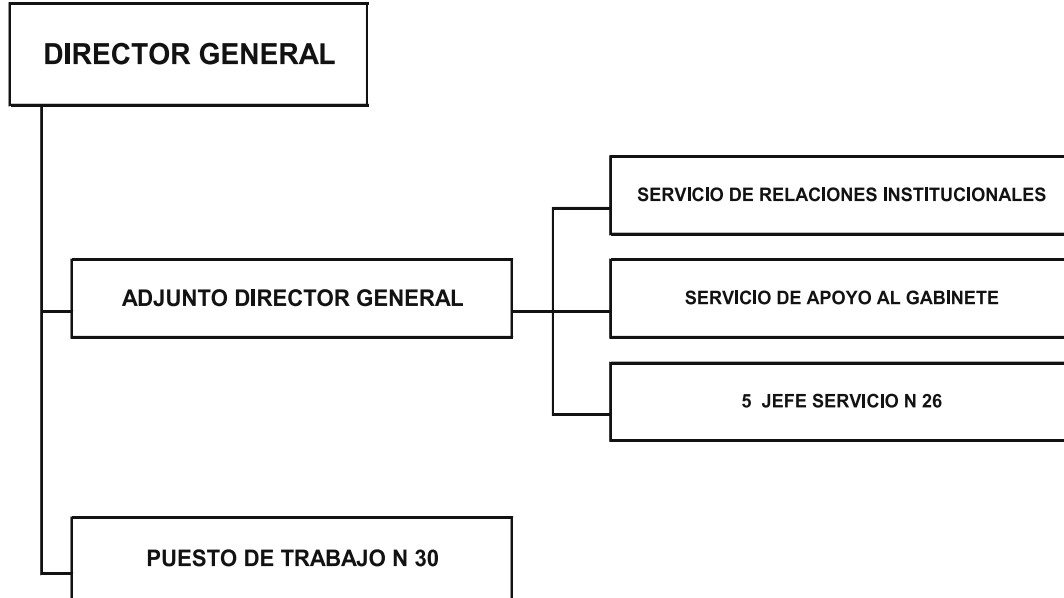 DIRECTOR GENERAL
SERVICIO DE RELACIONES INSTITUCIONALES
ADJUNTO DIRECTOR GENERAL
SERVICIO DE APOYO AL GABINETE
5 JEFE SERVICIO N 26
PUESTO DE TRABAJO N 30